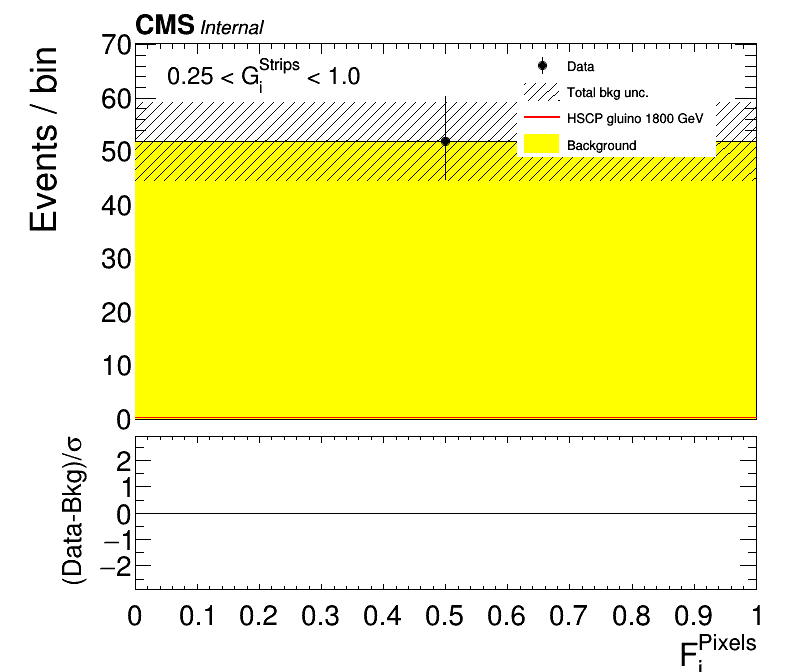 CMS Internal
Events / bin
70
60
50
40
30
20
10
0
0.25 < G_i^Strips < 1.0
Data
Total bkg unc.
HSCP gluino 1800 GeV
Background
(Data-Bkg)/σ
2
1
0
−1
−2
0 0.1 0.2 0.3 0.4 0.5 0.6 0.7 0.8 0.9 1
F_i^Pixels